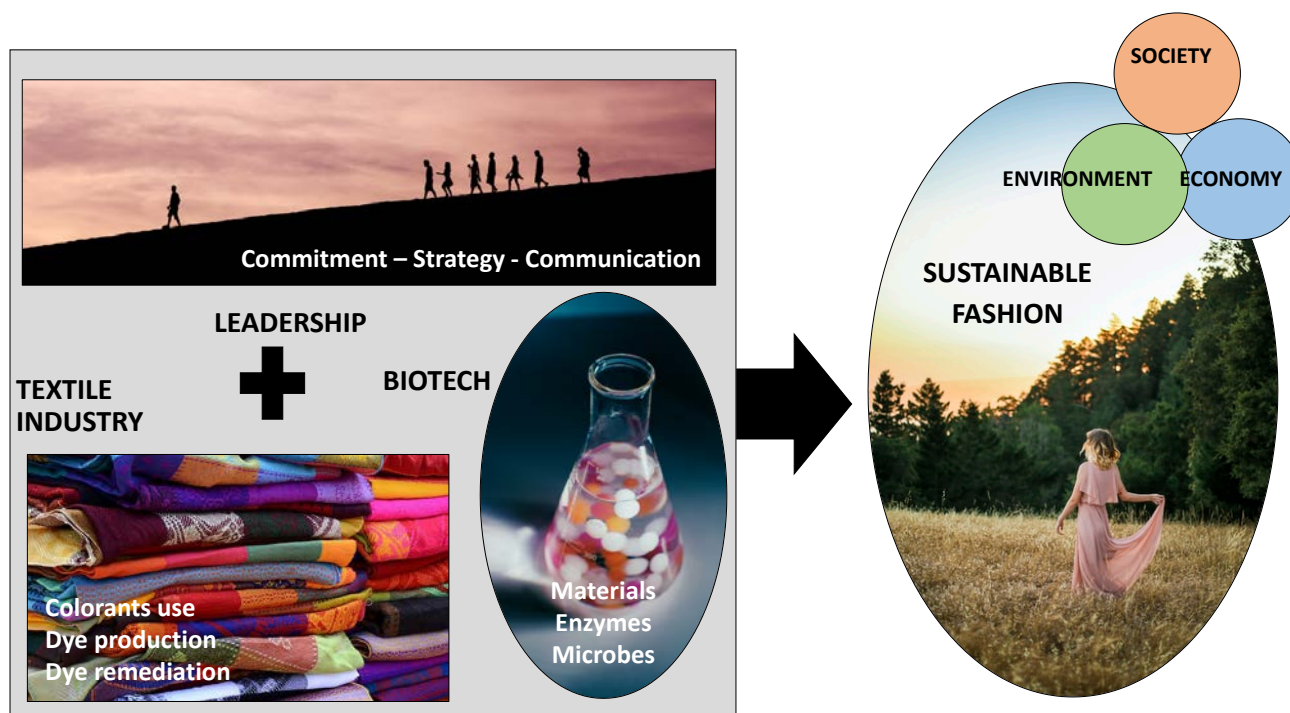 Commitment – Strategy - Communication
LEADERSHIP
TEXTILE
INDUSTRY
BIOTECH
Colorants use
Dye production
Dye remediation
Materials
Enzymes
Microbes
SOCIETY
ENVIRONMENT
ECONOMY
SUSTAINABLE
FASHION